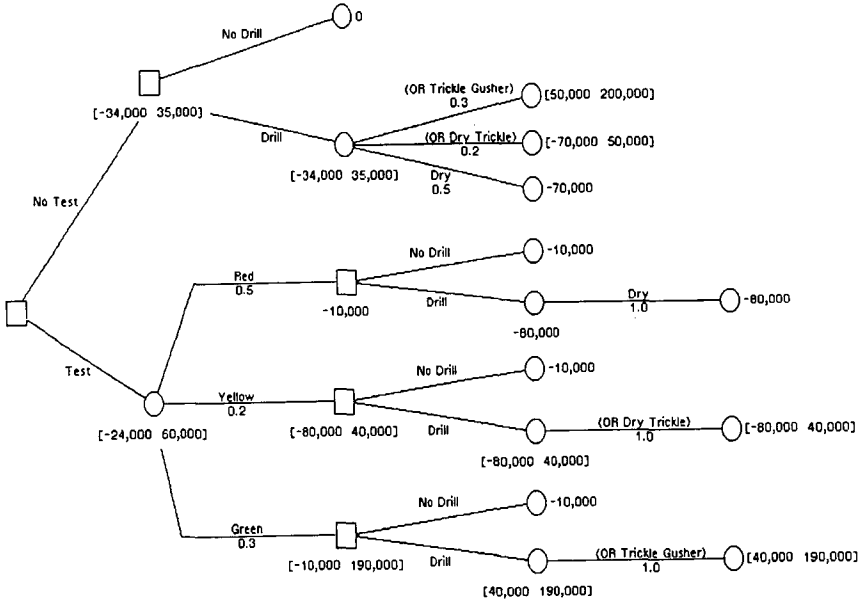 No Drill
0
[-34,000 35,000]
(OR Trickle Gusher)
0.3
[50,000 200,000]
Drill
(OR Dry Trickle)
0.2
[-70,000 50,000]
[-34,000 35,000]
Dry
0.5
-70,000
No Test
No Drill
-10,000
Red
0.5
-10,000
Drill
-80,000
Dry
1.0
-80,000
Test
No Drill
-10,000
Yellow
0.2
[-24,000 60,000]
[-80,000 40,000]
Drill
[-80,000 40,000]
(OR Dry Trickle)
1.0
[-80,000 40,000]
No Drill
-10,000
Green
0.3
[-10,000 190,000]
Drill
[40,000 190,000]
(OR Trickle Gusher)
1.0
[40,000 190,000]